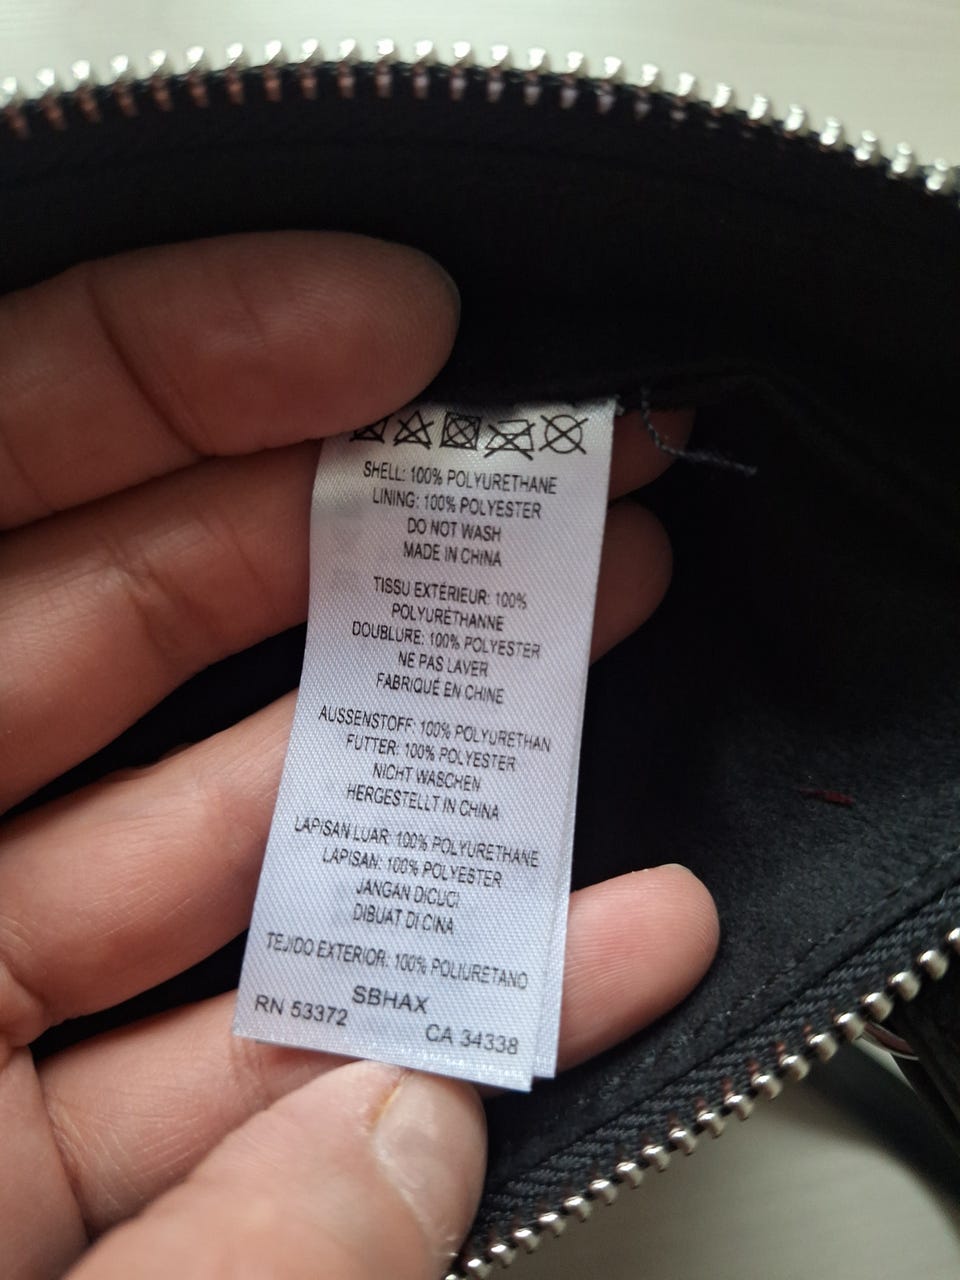 SHELL: 100% POLYURETHANE
LINING: 100% POLYESTER
DO NOT WASH
MADE IN CHINA
TISSU EXTÉRIEUR: 100%
POLYURÉTHANNE
DOUBLURE: 100% POLYESTER
NE PAS LAVER
FABRIQUÉ EN CHINE
AUSSENSTOFF: 100% POLYURETHAN
FUTTER: 100% POLYESTER
NICHT WASCHEN
HERGESTELLT IN CHINA
LAPISAN LUAR: 100% POLYURETHANE
LAPISAN: 100% POLYESTER
JANGAN DICUCI
DIBUAT DI CINA
TEJIDO EXTERIOR: 100% POLIURETANO
SBHAX
RN 53372 CA 34338